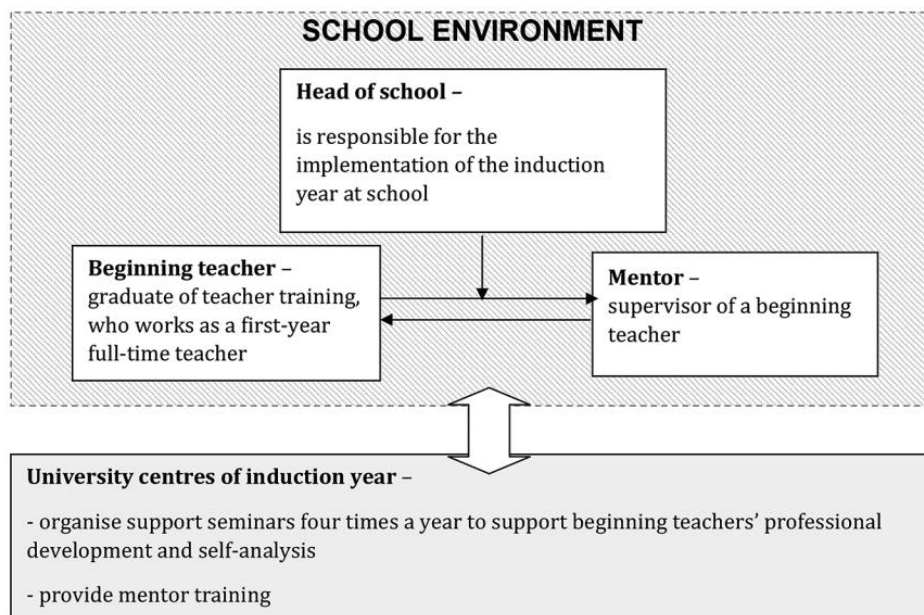 SCHOOL ENVIRONMENT
Head of school –
is responsible for the
implementation of the induction
year at school
Beginning teacher –
graduate of teacher training,
who works as a first-year
full-time teacher
Mentor –
supervisor of a beginning
teacher
University centres of induction year –
- organise support seminars four times a year to support beginning teachers’ professional
development and self-analysis
- provide mentor training